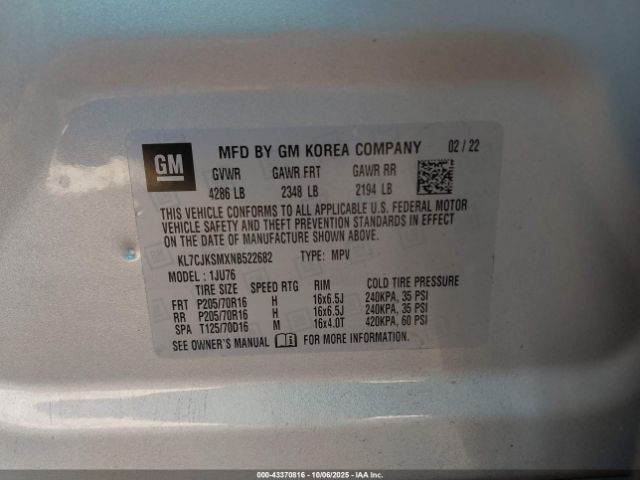 GM
MFD BY GM KOREA COMPANY 02 / 22
GVWR GAWR FRT GAWR RR
4286 LB 2348 LB 2194 LB
THIS VEHICLE CONFORMS TO ALL APPLICABLE U.S. FEDERAL MOTOR
VEHICLE SAFETY AND THEFT PREVENTION STANDARDS IN EFFECT
ON THE DATE OF MANUFACTURE SHOWN ABOVE.
KL7CJKSMXNB522682 TYPE: MPV
MODEL : 1JU76
TIRE SIZE SPEED RTG RIM COLD TIRE PRESSURE
FRT P205/70R16 H 16x6.5J 240KPA, 35 PSI
RR P205/70R16 H 16x6.5J 240KPA, 35 PSI
SPA T125/70D16 M 16x4.0T 420KPA, 60 PSI
SEE OWNER'S MANUAL FOR MORE INFORMATION.
000-43370816 - 10/06/2025 - IAA Inc.